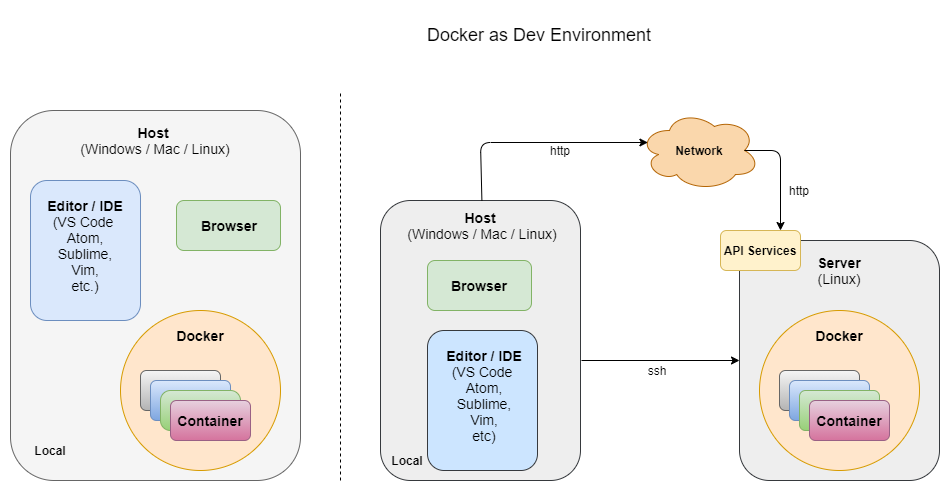 Docker as Dev Environment
Host
(Windows / Mac / Linux)
Editor / IDE
(VS Code
Atom,
Sublime,
Vim,
etc.)
Browser
Docker
Container
Local
http
Network
http
Host
(Windows / Mac / Linux)
Browser
Editor / IDE
(VS Code
Atom,
Sublime,
Vim,
etc)
Local
ssh
API Services
Server
(Linux)
Docker
Container